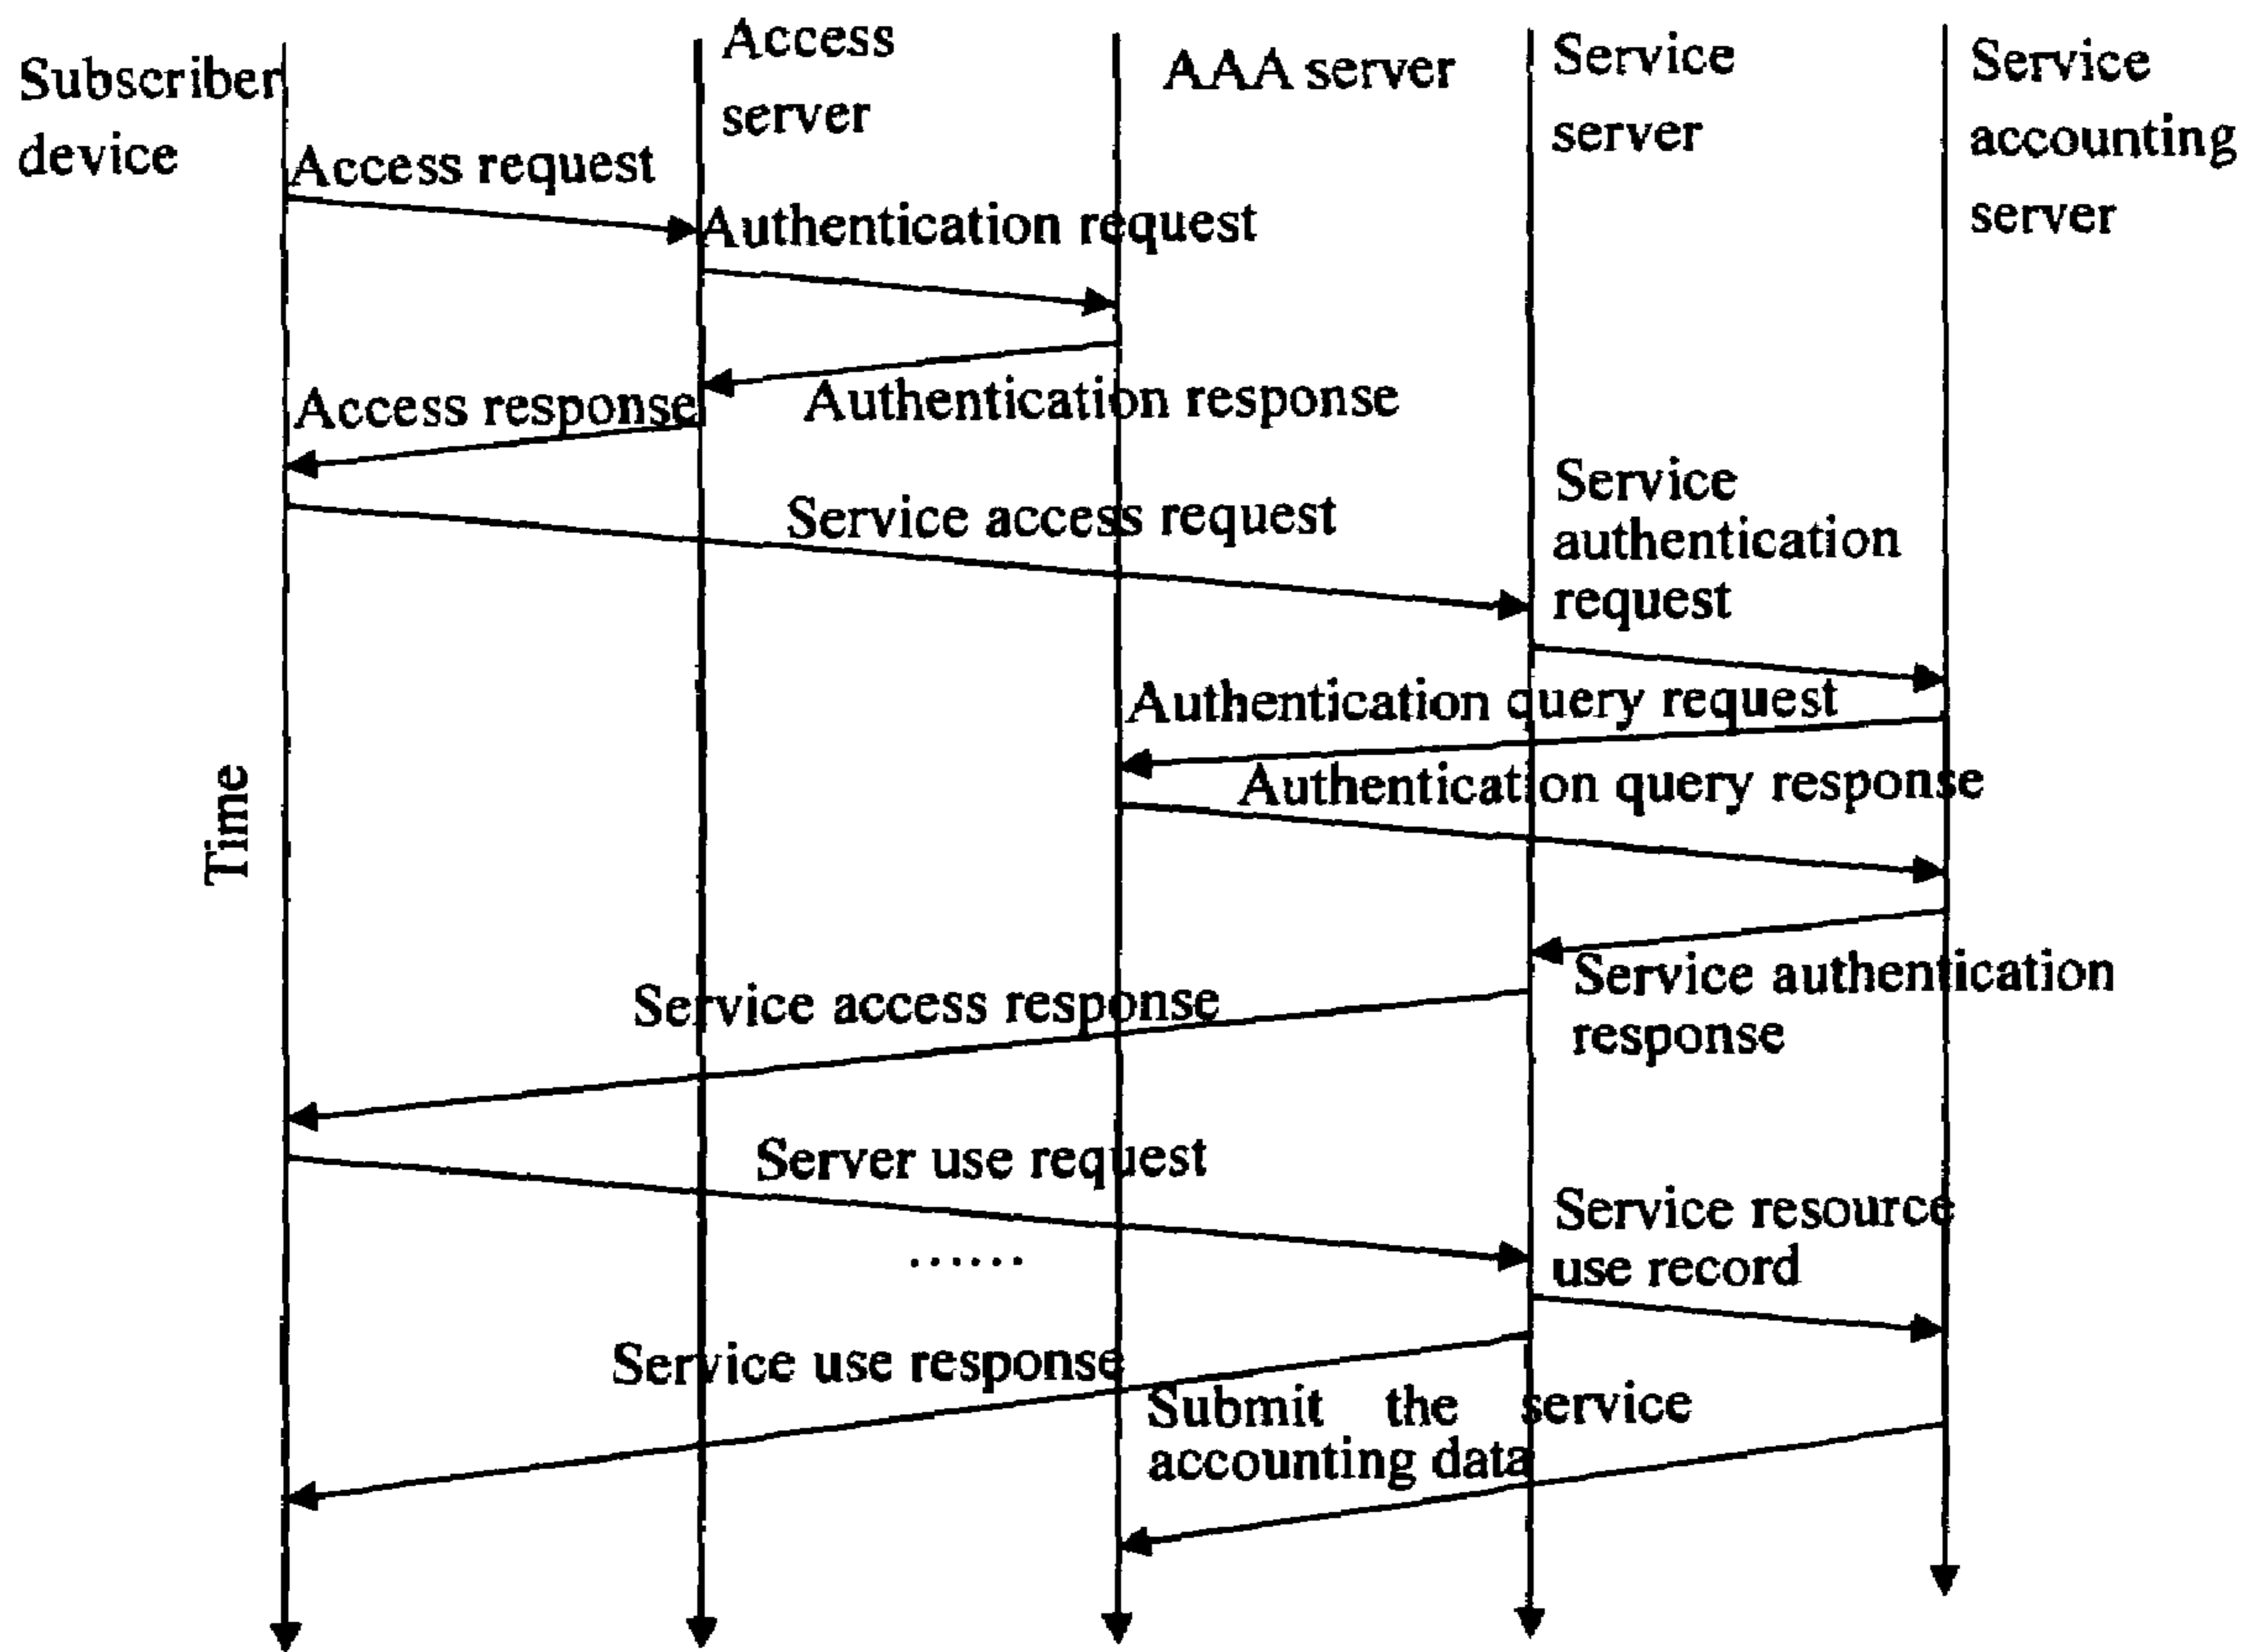 Subscriber
device
Access
server
AAA server
Service
server
Service
accounting
server
Access request
Authentication request
Authentication response
Access response
Service access request
Service
authentication
request
Authentication query request
Authentication query response
Time
Service authentication
response
Service access response
Server use request
......
Service resource
use record
Service use response
Submit the service
accounting data